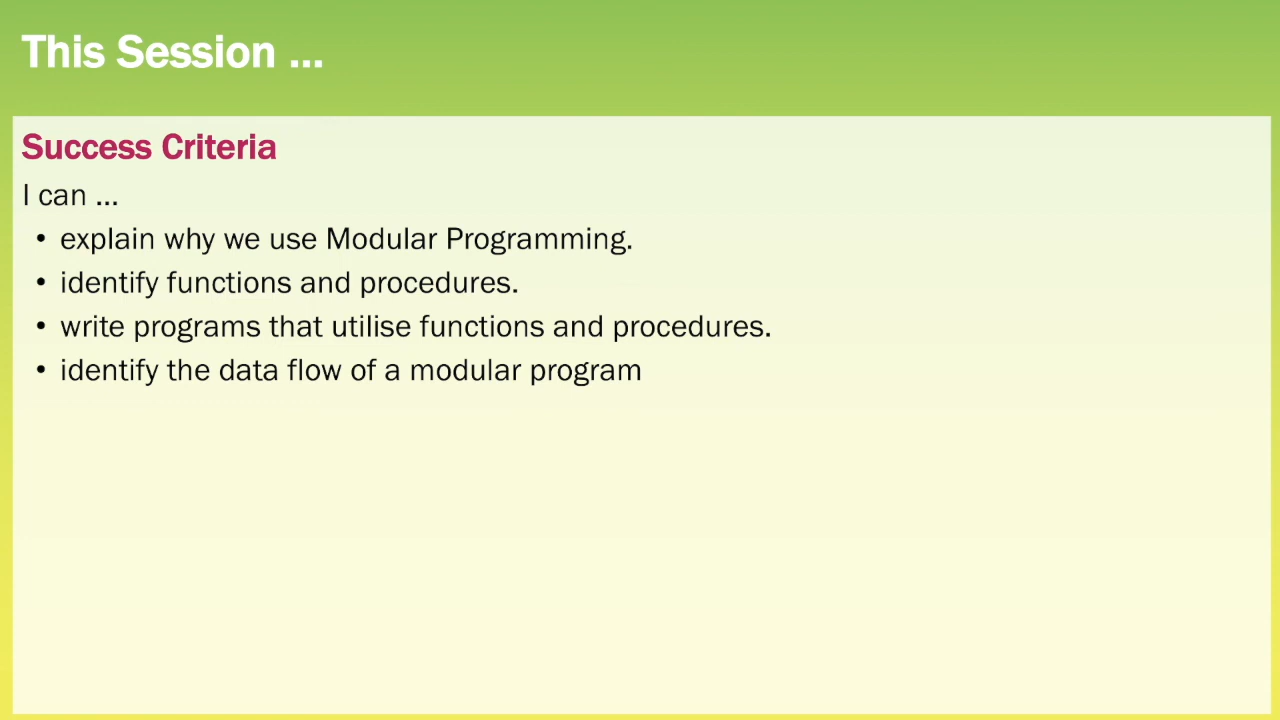 This Session ...
Success Criteria
I can ...
• explain why we use Modular Programming.
• identify functions and procedures.
• write programs that utilise functions and procedures.
• identify the data flow of a modular program